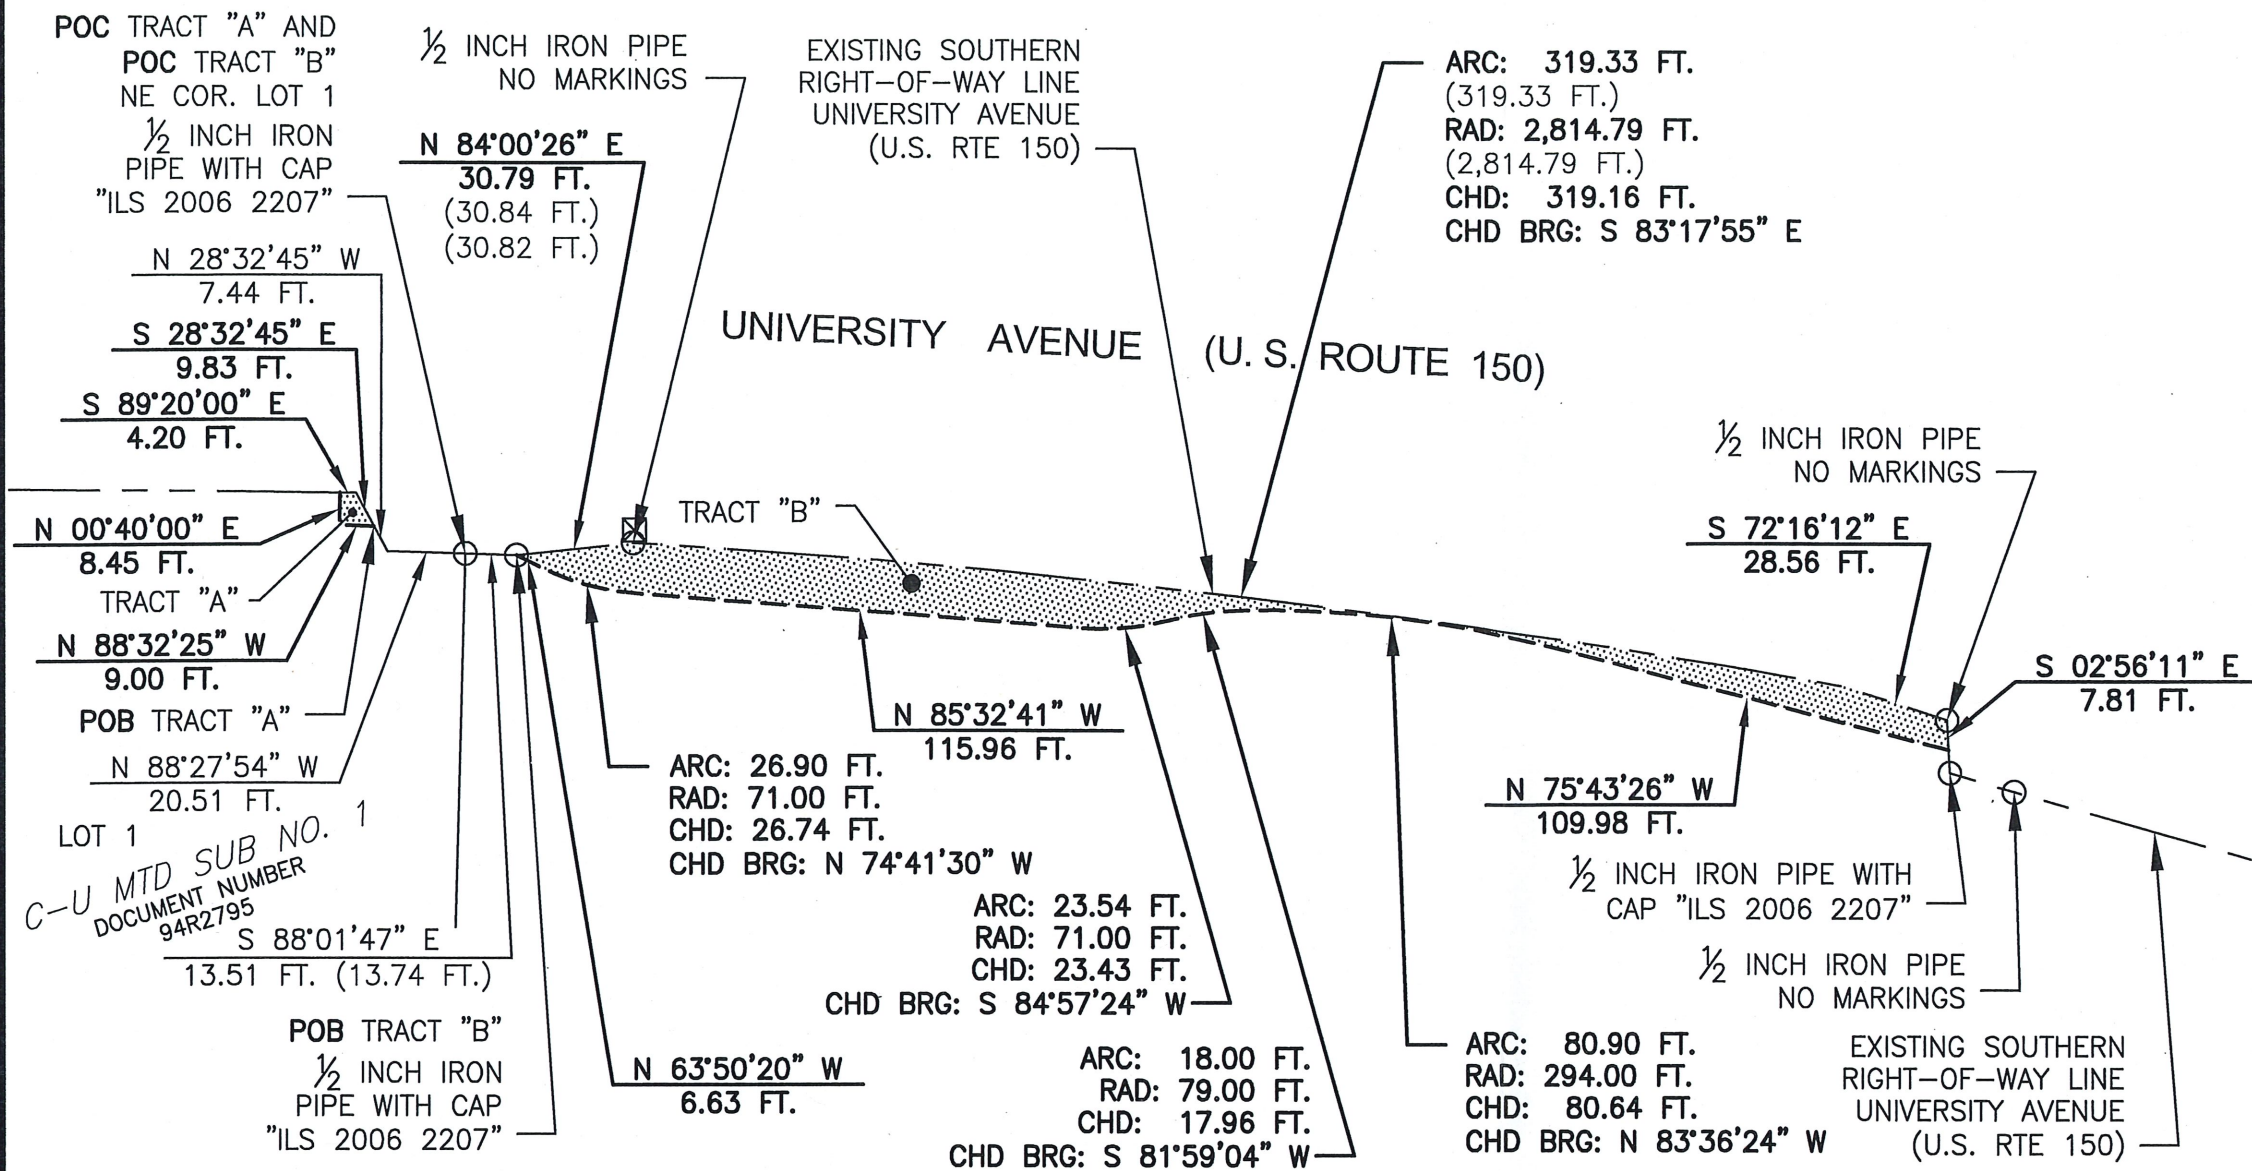 POC TRACT "A" AND
POC TRACT "B"
NE COR. LOT 1
½ INCH IRON
PIPE WITH CAP
"ILS 2006 2207"
½ INCH IRON PIPE
NO MARKINGS
N 84°00'26" E
30.79 FT.
(30.84 FT.)
(30.82 FT.)
EXISTING SOUTHERN
RIGHT-OF-WAY LINE
UNIVERSITY AVENUE
(U.S. RTE 150)
ARC: 319.33 FT.
(319.33 FT.)
RAD: 2,814.79 FT.
(2,814.79 FT.)
CHD: 319.16 FT.
CHD BRG: S 83°17'55" E
N 28°32'45" W
7.44 FT.
S 28°32'45" E
9.83 FT.
S 89°20'00" E
4.20 FT.
UNIVERSITY AVENUE (U. S. ROUTE 150)
N 00°40'00" E
8.45 FT.
TRACT "A"
N 88°32'25" W
9.00 FT.
POB TRACT "A"
N 88°27'54" W
20.51 FT.
LOT 1
C-U MTD SUB NO. 1
DOCUMENT NUMBER
94R2795
S 88°01'47" E
13.51 FT. (13.74 FT.)
POB TRACT "B"
½ INCH IRON
PIPE WITH CAP
"ILS 2006 2207"
TRACT "B"
N 85°32'41" W
115.96 FT.
ARC: 26.90 FT.
RAD: 71.00 FT.
CHD: 26.74 FT.
CHD BRG: N 74°41'30" W
N 63°50'20" W
6.63 FT.
ARC: 23.54 FT.
RAD: 71.00 FT.
CHD: 23.43 FT.
CHD BRG: S 84°57'24" W
ARC: 18.00 FT.
RAD: 79.00 FT.
CHD: 17.96 FT.
CHD BRG: S 81°59'04" W
½ INCH IRON PIPE
NO MARKINGS
S 72°16'12" E
28.56 FT.
S 02°56'11" E
7.81 FT.
N 75°43'26" W
109.98 FT.
½ INCH IRON PIPE WITH
CAP "ILS 2006 2207"
½ INCH IRON PIPE
NO MARKINGS
ARC: 80.90 FT.
RAD: 294.00 FT.
CHD: 80.64 FT.
CHD BRG: N 83°36'24" W
EXISTING SOUTHERN
RIGHT-OF-WAY LINE
UNIVERSITY AVENUE
(U.S. RTE 150)